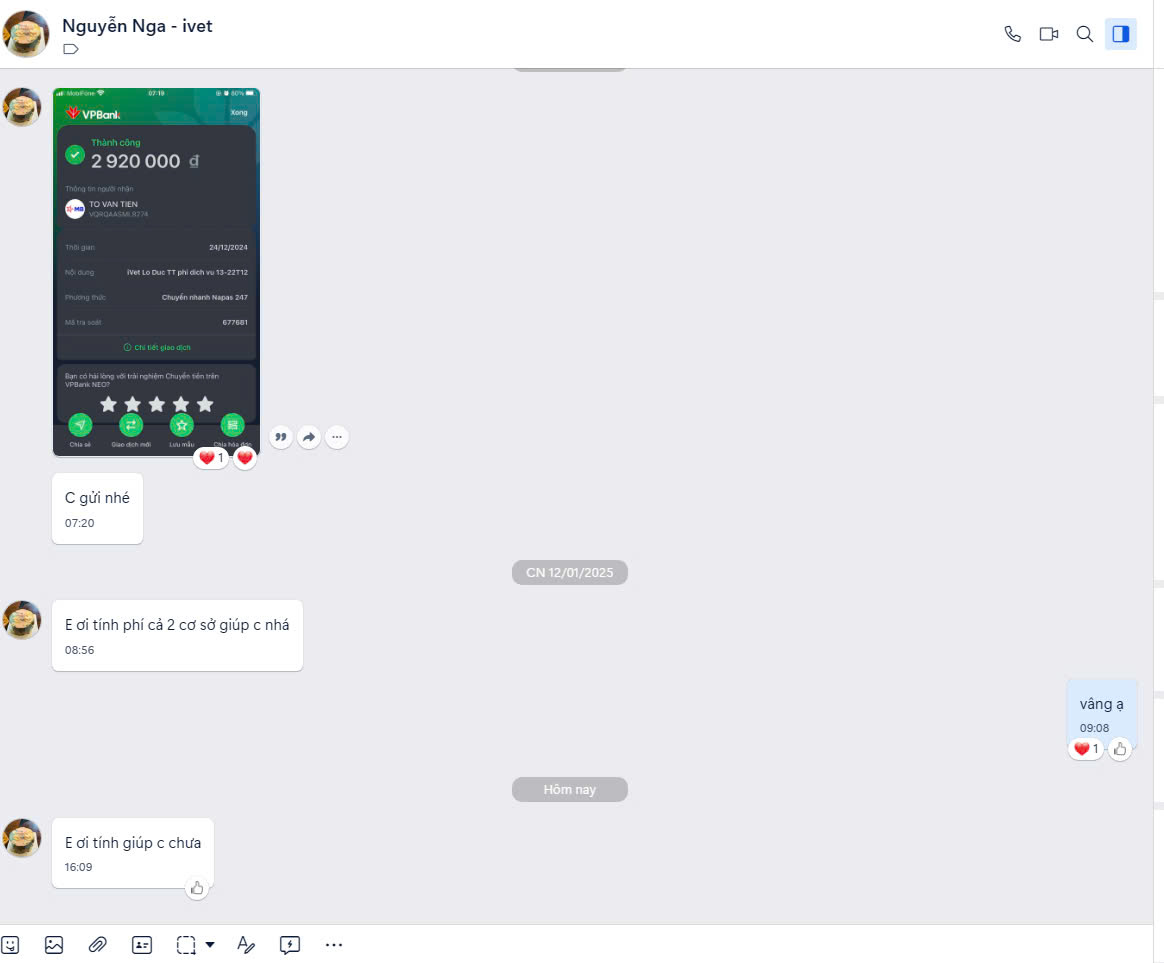 Nguyễn Nga - ivet
MobiFone 07:19 60%
VPBank Xong
Thành công
2 920 000 đ
Thông tin người nhận
MB TO VAN TIEN
VQRQAASML8774
Thời gian 24/12/2024
Nội dung iVet Lo Duc TT phi dich vu 13-22T12
Phương thức Chuyển nhanh Napas 247
Mã tra soát 677681
Chi tiết giao dịch
Bạn có hài lòng với trải nghiệm Chuyển tiền trên
VPBank NEO?
Chia sẻ Giao dịch mới Lưu mẫu Chia hóa đơn
1
C gửi nhé
07:20
CN 12/01/2025
E ơi tính phí cả 2 cơ sở giúp c nhá
08:56
vâng ạ
09:08
1
Hôm nay
E ơi tính giúp c chưa
16:09